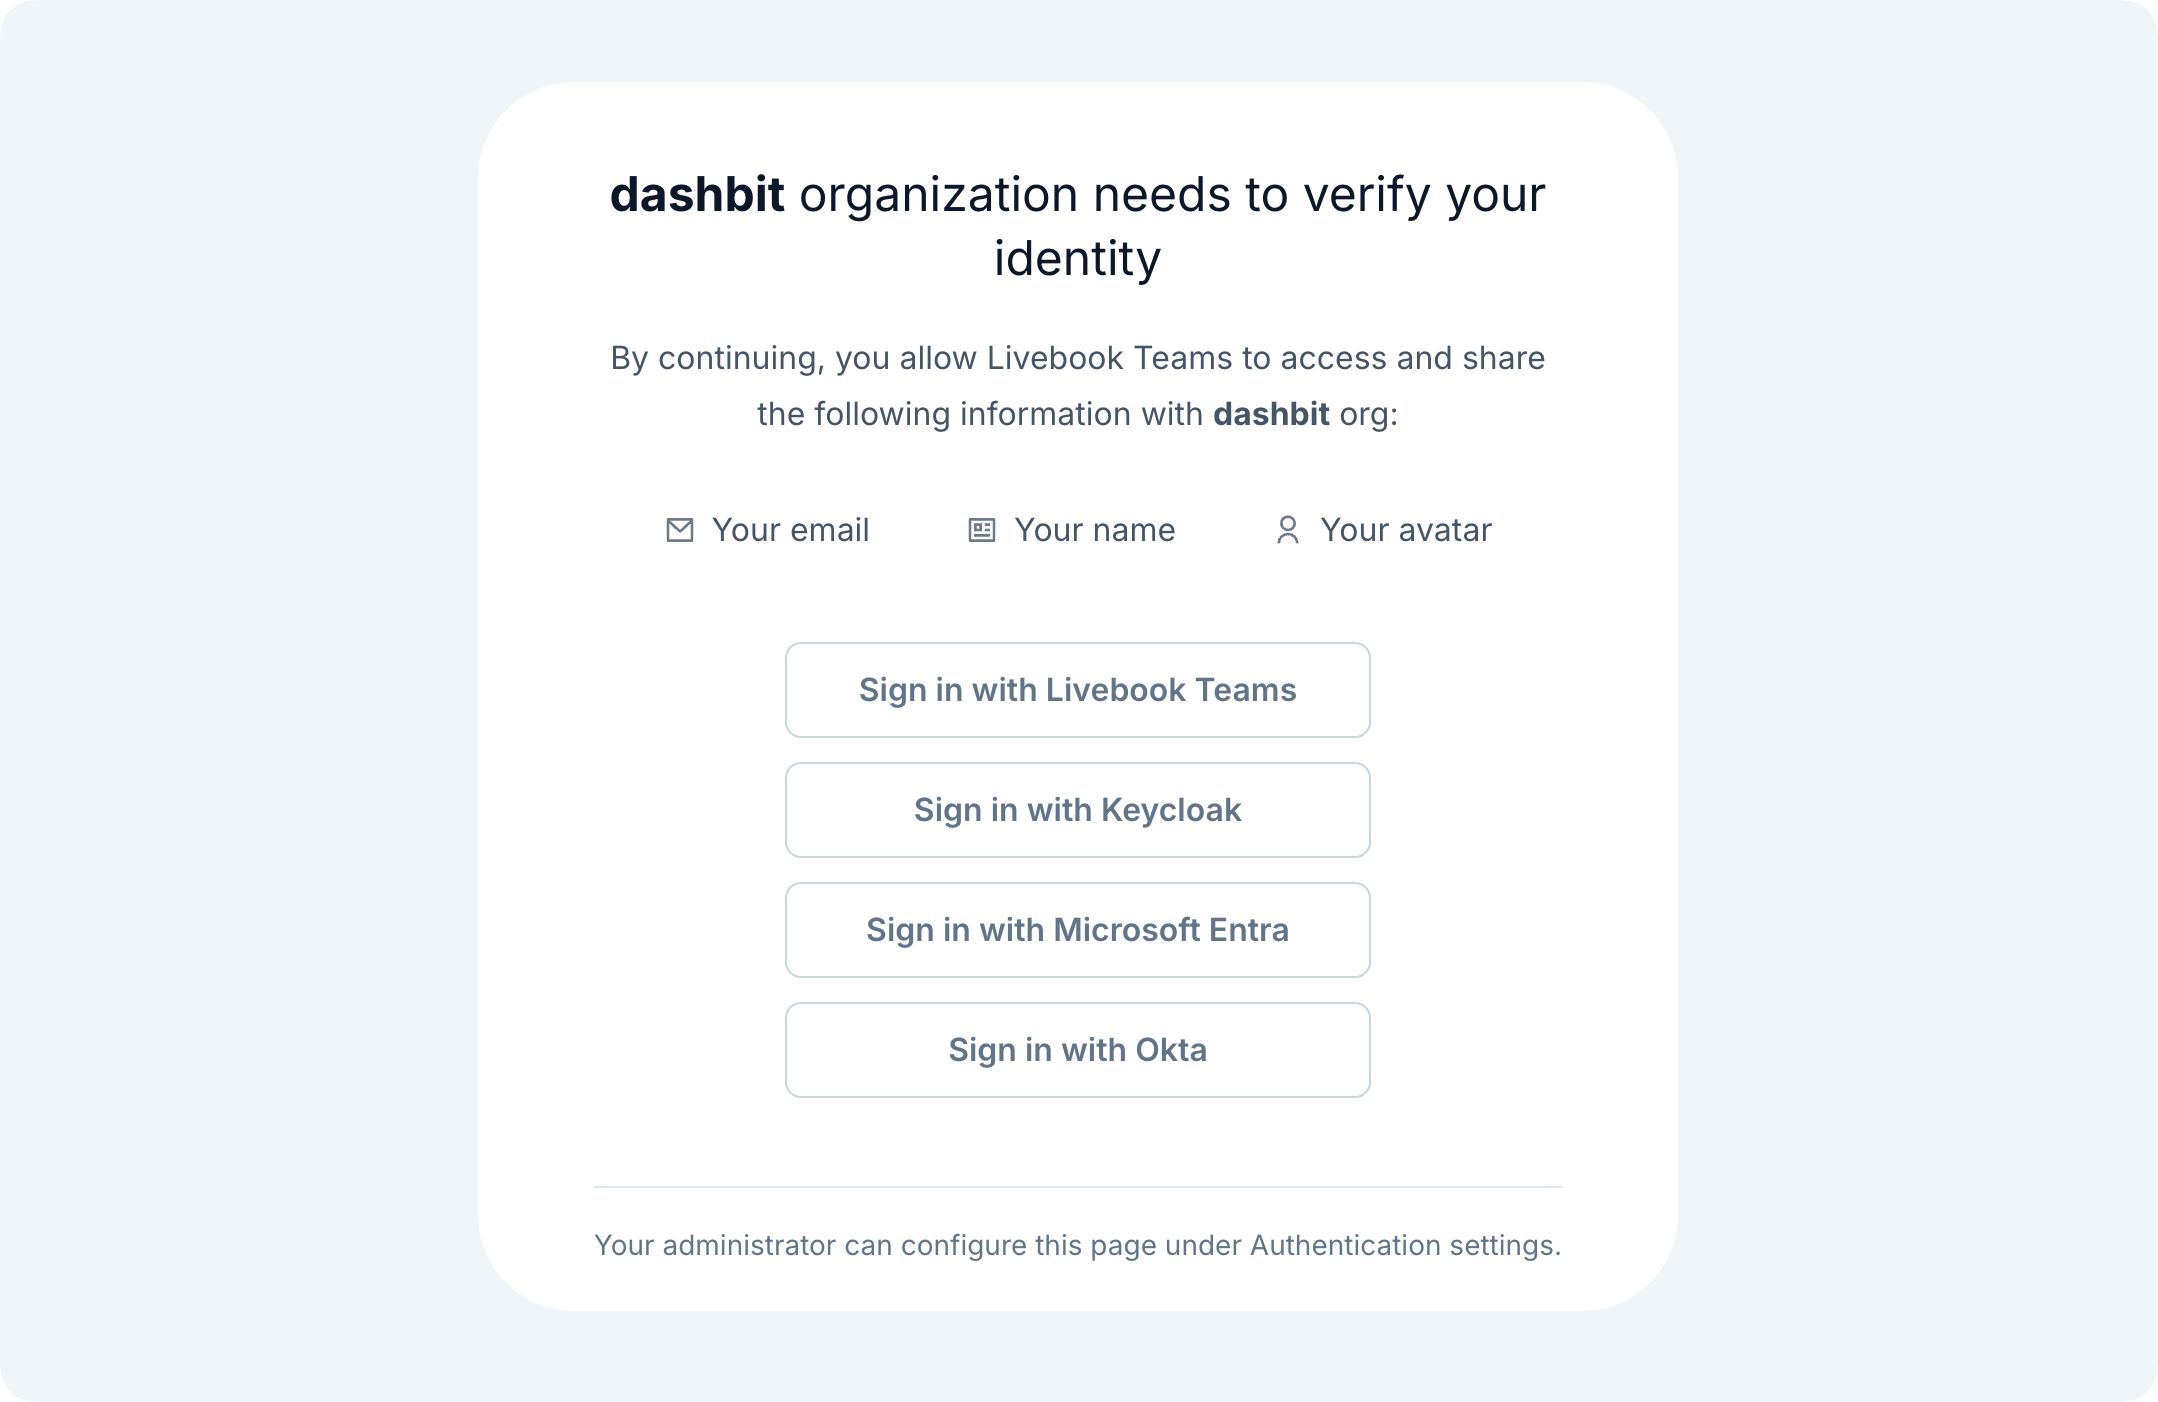 dashbit organization needs to verify your
identity
By continuing, you allow Livebook Teams to access and share
the following information with dashbit org:
Your email
Your name
Your avatar
Sign in with Livebook Teams
Sign in with Keycloak
Sign in with Microsoft Entra
Sign in with Okta
Your administrator can configure this page under Authentication settings.